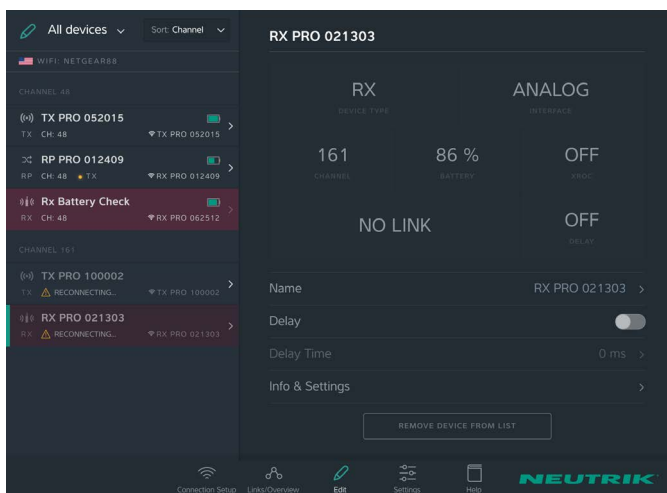 All devices
Sort: Channel
WIFI: NETGEAR88
CHANNEL 48
TX PRO 052015
TX CH: 48 TX PRO 052015
RP PRO 012409
RP CH: 48 TX RX PRO 012409
Rx Battery Check
RX CH: 48 RX PRO 062512
CHANNEL 161
TX PRO 100002
TX RECONNECTING... TX PRO 100002
RX PRO 021303
RX RECONNECTING... RX PRO 021303
RX PRO 021303
RX ANALOG
DEVICE TYPE INTERFACE
161 86 % OFF
CHANNEL BATTERY XROC
NO LINK OFF
DELAY
Name RX PRO 021303
Delay
Delay Time 0 ms
Info & Settings
REMOVE DEVICE FROM LIST
Connection Setup Links/Overview Edit Settings Help
NEUTRIK